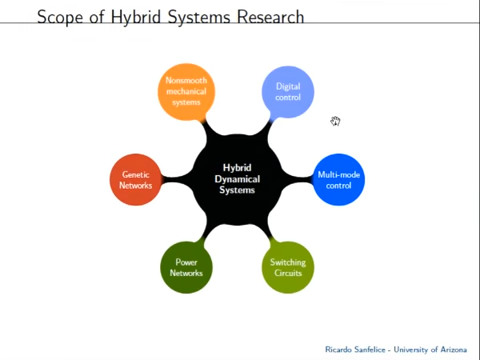 Scope of Hybrid Systems Research
Nonsmooth
mechanical
systems
Digital
control
Genetic
Networks
Hybrid
Dynamical
Systems
Multi-mode
control
Power
Networks
Switching
Circuits
Ricardo Sanfelice - University of Arizona